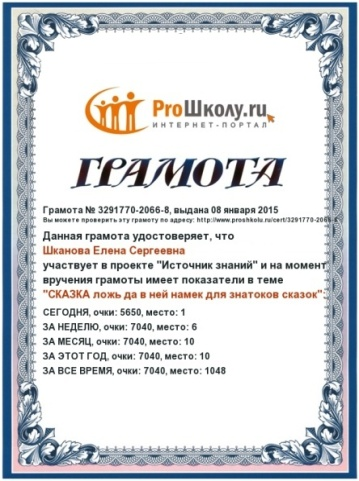 ProШколу.ru
ИНТЕРНЕТ-ПОРТАЛ
ГРАМОТА
Грамота № 3291770-2066-8, выдана 08 января 2015
Вы можете проверить эту грамоту по адресу: http://www.proshkolu.ru/cert/3291770-2066-8
Данная грамота удостоверяет, что
Шканова Елена Сергеевна
участвует в проекте "Источник знаний" и на момент
вручения грамоты имеет показатели в теме
"СКАЗКА ложь да в ней намек для знатоков сказок":
СЕГОДНЯ, очки: 5650, место: 1
ЗА НЕДЕЛЮ, очки: 7040, место: 6
ЗА МЕСЯЦ, очки: 7040, место: 10
ЗА ЭТОТ ГОД, очки: 7040, место: 10
ЗА ВСЕ ВРЕМЯ, очки: 7040, место: 1048